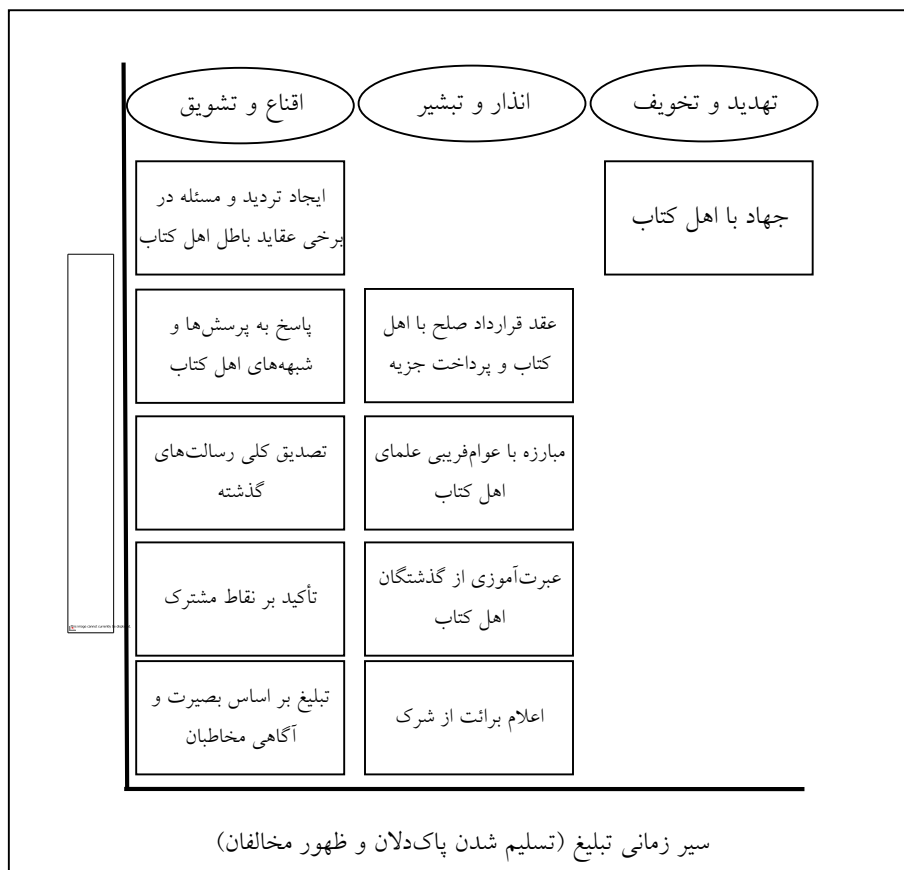 تهدید و تخویف
انذار و تبشیر
اقناع و تشویق
جهاد با اهل کتاب
ایجاد تردید و مسئله در
برخی عقاید باطل اهل کتاب
عقد قرارداد صلح با اهل
کتاب و پرداخت جزیه
پاسخ به پرسش‌ها و
شبهه‌های اهل کتاب
مبارزه با عوام‌فریبی علمای
اهل کتاب
تصدیق کلی رسالت‌های
گذشته
عبرت‌آموزی از گذشتگان
اهل کتاب
تأکید بر نقاط مشترک
اعلام برائت از شرک
تبلیغ بر اساس بصیرت و
آگاهی مخاطبان
سیر زمانی تبلیغ (تسلیم شدن پاک‌دلان و ظهور مخالفان)